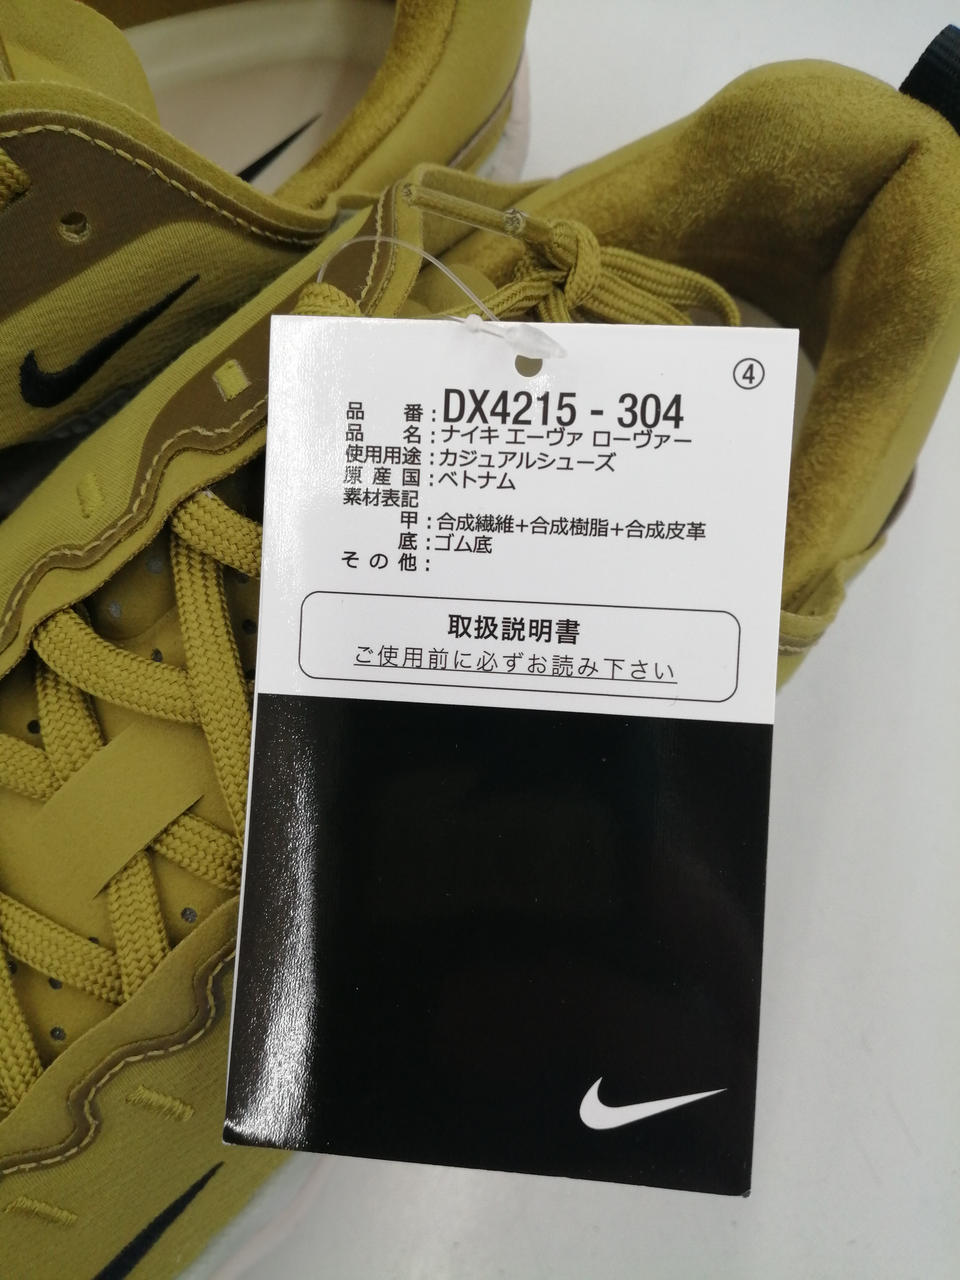 ④
品 番：DX4215 - 304
品 名：ナイキ エーヴァ ローヴァー
使用用途：カジュアルシューズ
原産国：ベトナム
素材表記
甲：合成繊維＋合成樹脂＋合成皮革
底：ゴム底
その他：
取扱説明書
ご使用前に必ずお読み下さい